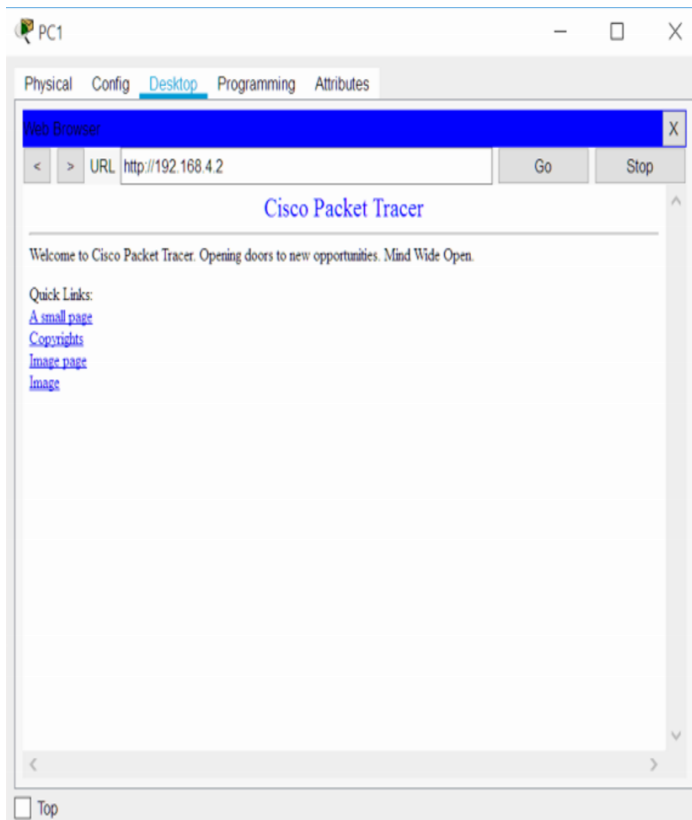 PC1
Physical Config Desktop Programming Attributes
Web Browser X
< > URL http://192.168.4.2 Go Stop
Cisco Packet Tracer
Welcome to Cisco Packet Tracer. Opening doors to new opportunities. Mind Wide Open.
Quick Links:
A small page
Copyrights
Image page
Image
Top